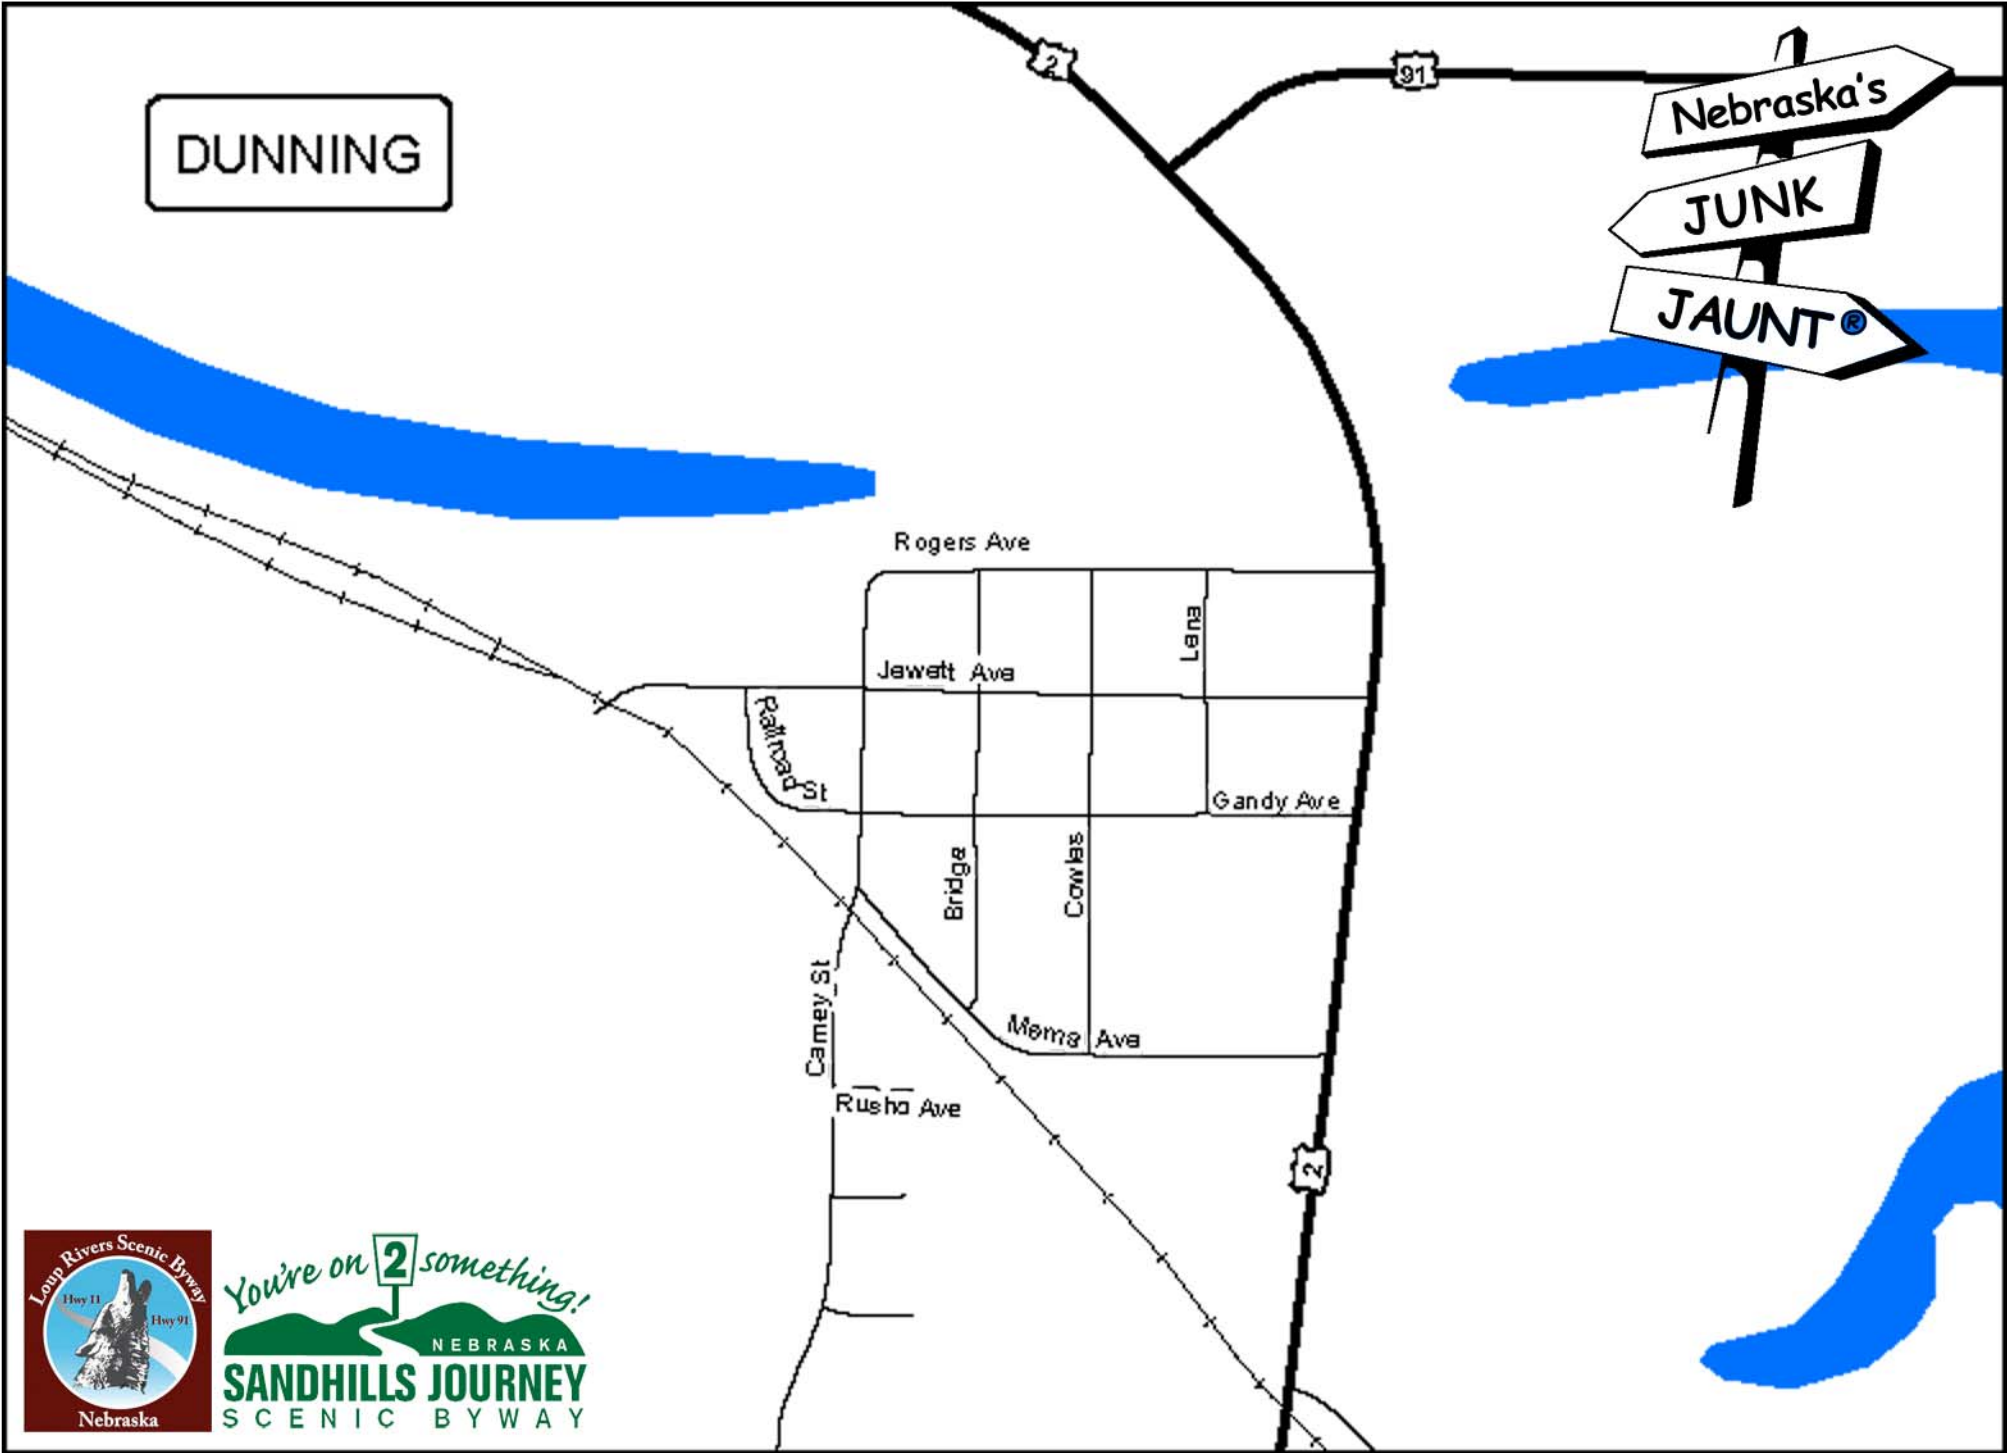 2
91
Nebraska's
JUNK
JAUNT®
DUNNING
Rogers Ave
Lena
Jewett Ave
Railroad St
Gandy Ave
Bridge
Cowles
Carney St
Merna Ave
Rusho Ave
2
Loup Rivers Scenic Byway
Hwy 11
Hwy 91
Nebraska
You're on 2 something!
NEBRASKA
SANDHILLS JOURNEY
SCENIC BYWAY